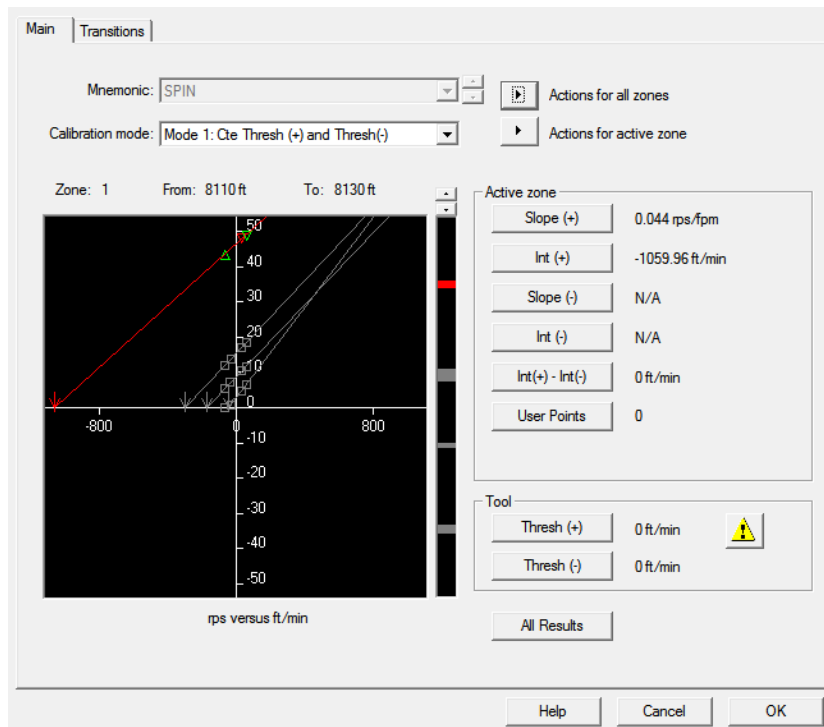 Main Transitions
Mnemonic: SPIN
Actions for all zones
Calibration mode: Mode 1: Cte Thresh (+) and Thresh(-)
Actions for active zone
Zone: 1 From: 8110 ft To: 8130 ft
Active zone
Slope (+) 0.044 rps/fpm
Int (+) -1059.96 ft/min
Slope (-) N/A
Int (-) N/A
Int(+) - Int(-) 0 ft/min
User Points 0
50
40
30
20
10
0
-800 0 800
-10
-20
-30
-40
-50
rps versus ft/min
Tool
Thresh (+) 0 ft/min
Thresh (-) 0 ft/min
All Results
Help Cancel OK